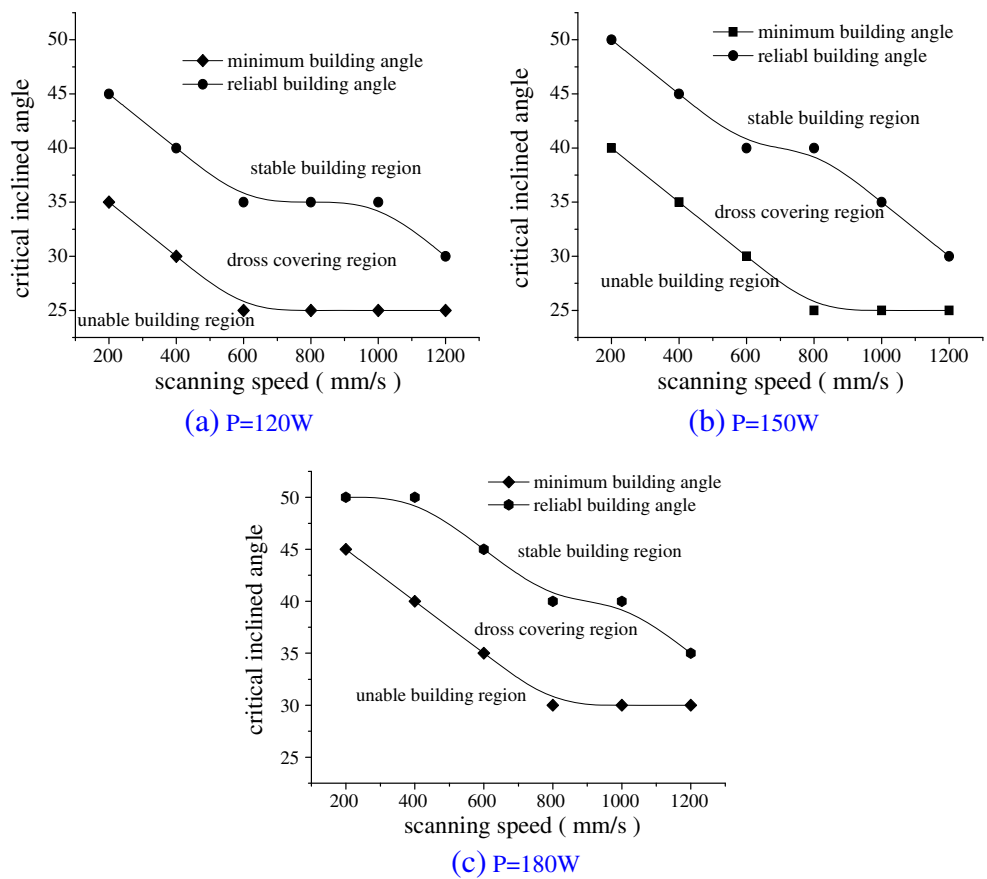 minimum building angle
reliabl building angle
critical inclined angle
50
45
40
35
30
25
stable building region
dross covering region
unable building region
200 400 600 800 1000 1200
scanning speed ( mm/s )
(a) P=120W
minimum building angle
reliabl building angle
critical inclined angle
50
45
40
35
30
25
stable building region
dross covering region
unable building region
200 400 600 800 1000 1200
scanning speed ( mm/s )
(b) P=150W
minimum building angle
reliabl building angle
critical inclined angle
50
45
40
35
30
25
stable building region
dross covering region
unable building region
200 400 600 800 1000 1200
scanning speed ( mm/s )
(c) P=180W